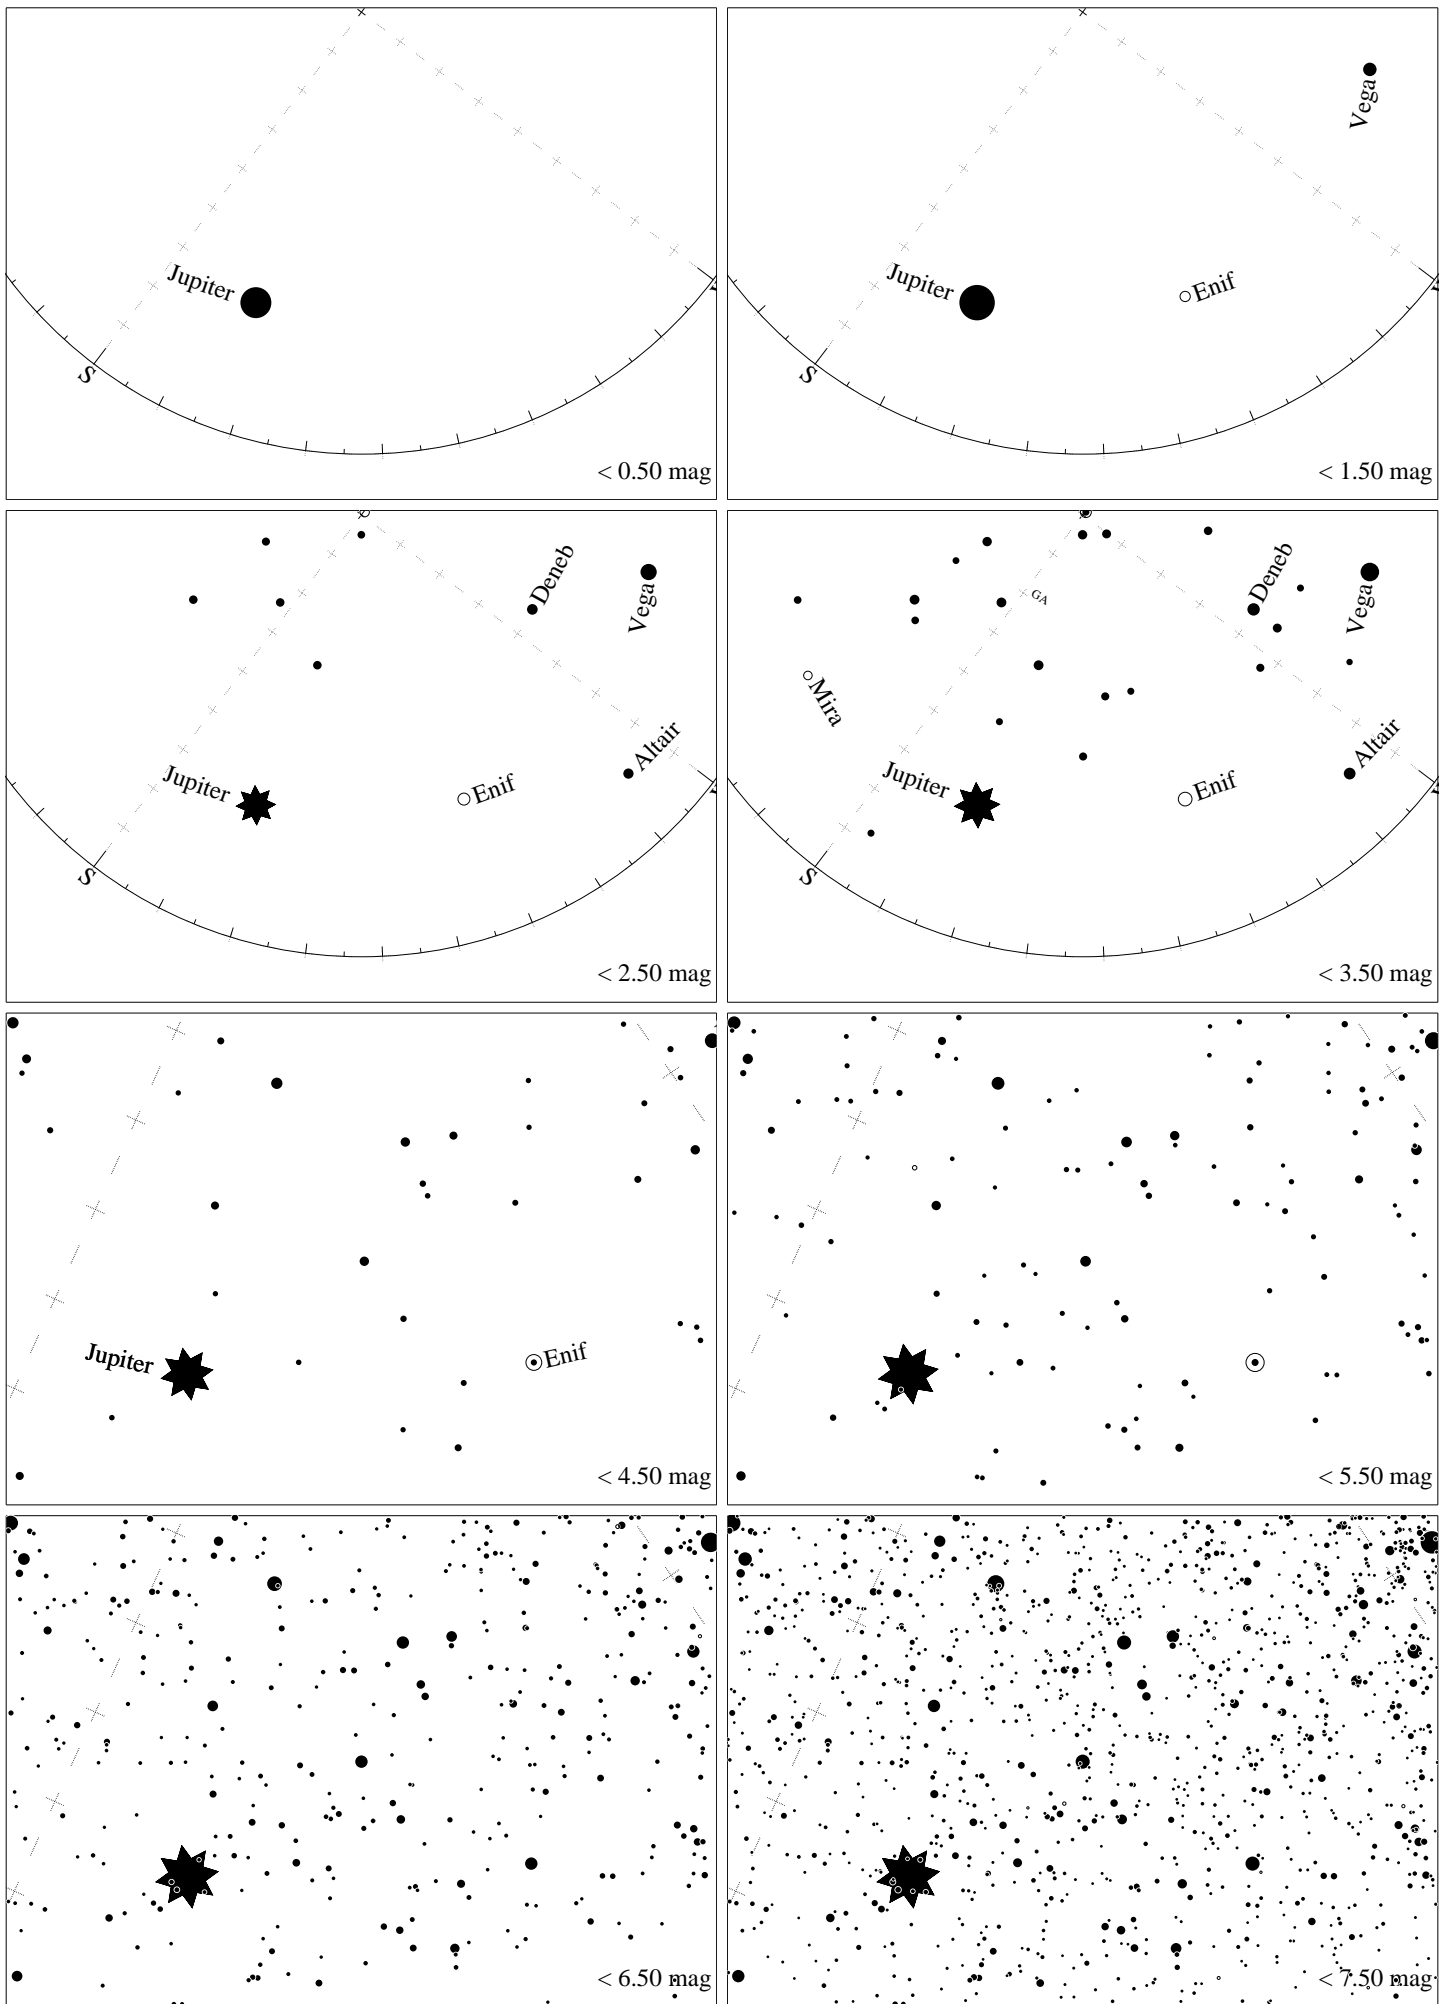 Jupiter
S
< 0.50 mag
Vega
Jupiter
Enif
S
< 1.50 mag
Deneb
Vega
Altair
Jupiter
Enif
S
< 2.50 mag
Deneb
Vega
GA
Mira
Altair
Jupiter
Enif
S
< 3.50 mag
Jupiter
Enif
< 4.50 mag
< 5.50 mag
< 6.50 mag
< 7.50 mag